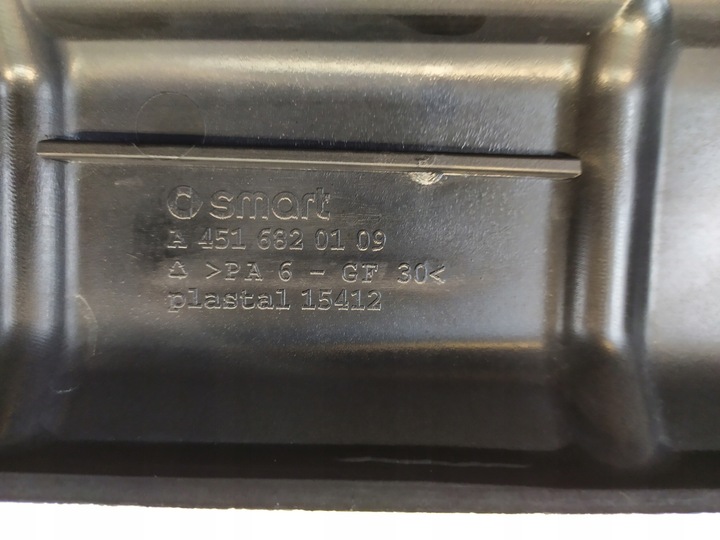 smart
A 451 682 01 09
>PA 6 - GF 30<
plastal 15412